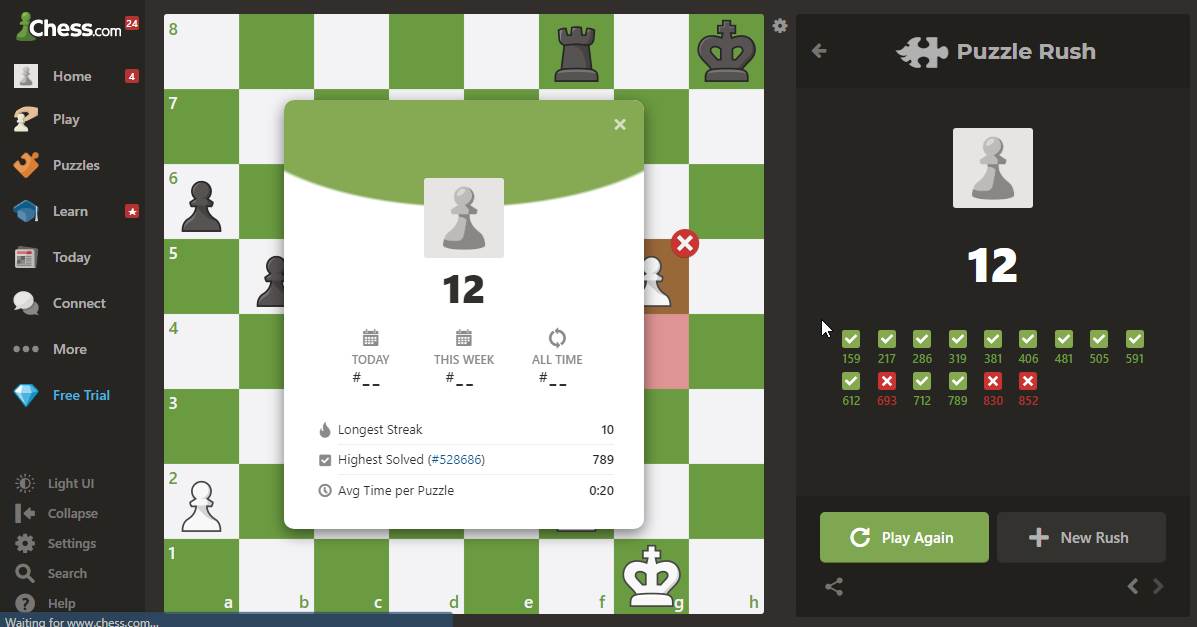 Chess.com 24
Home 4
Play
Puzzles
Learn
Today
Connect
More
Free Trial
Light UI
Collapse
Settings
Search
Help
Waiting for www.chess.com...
8
7
6
5
4
3
2
1
a b c d e f g h
12
TODAY THIS WEEK ALL TIME
#-- #-- #--
Longest Streak 10
Highest Solved (#528686) 789
Avg Time per Puzzle 0:20
Puzzle Rush
12
159 217 286 319 381 406 481 505 591
612 693 712 789 830 852
Play Again New Rush